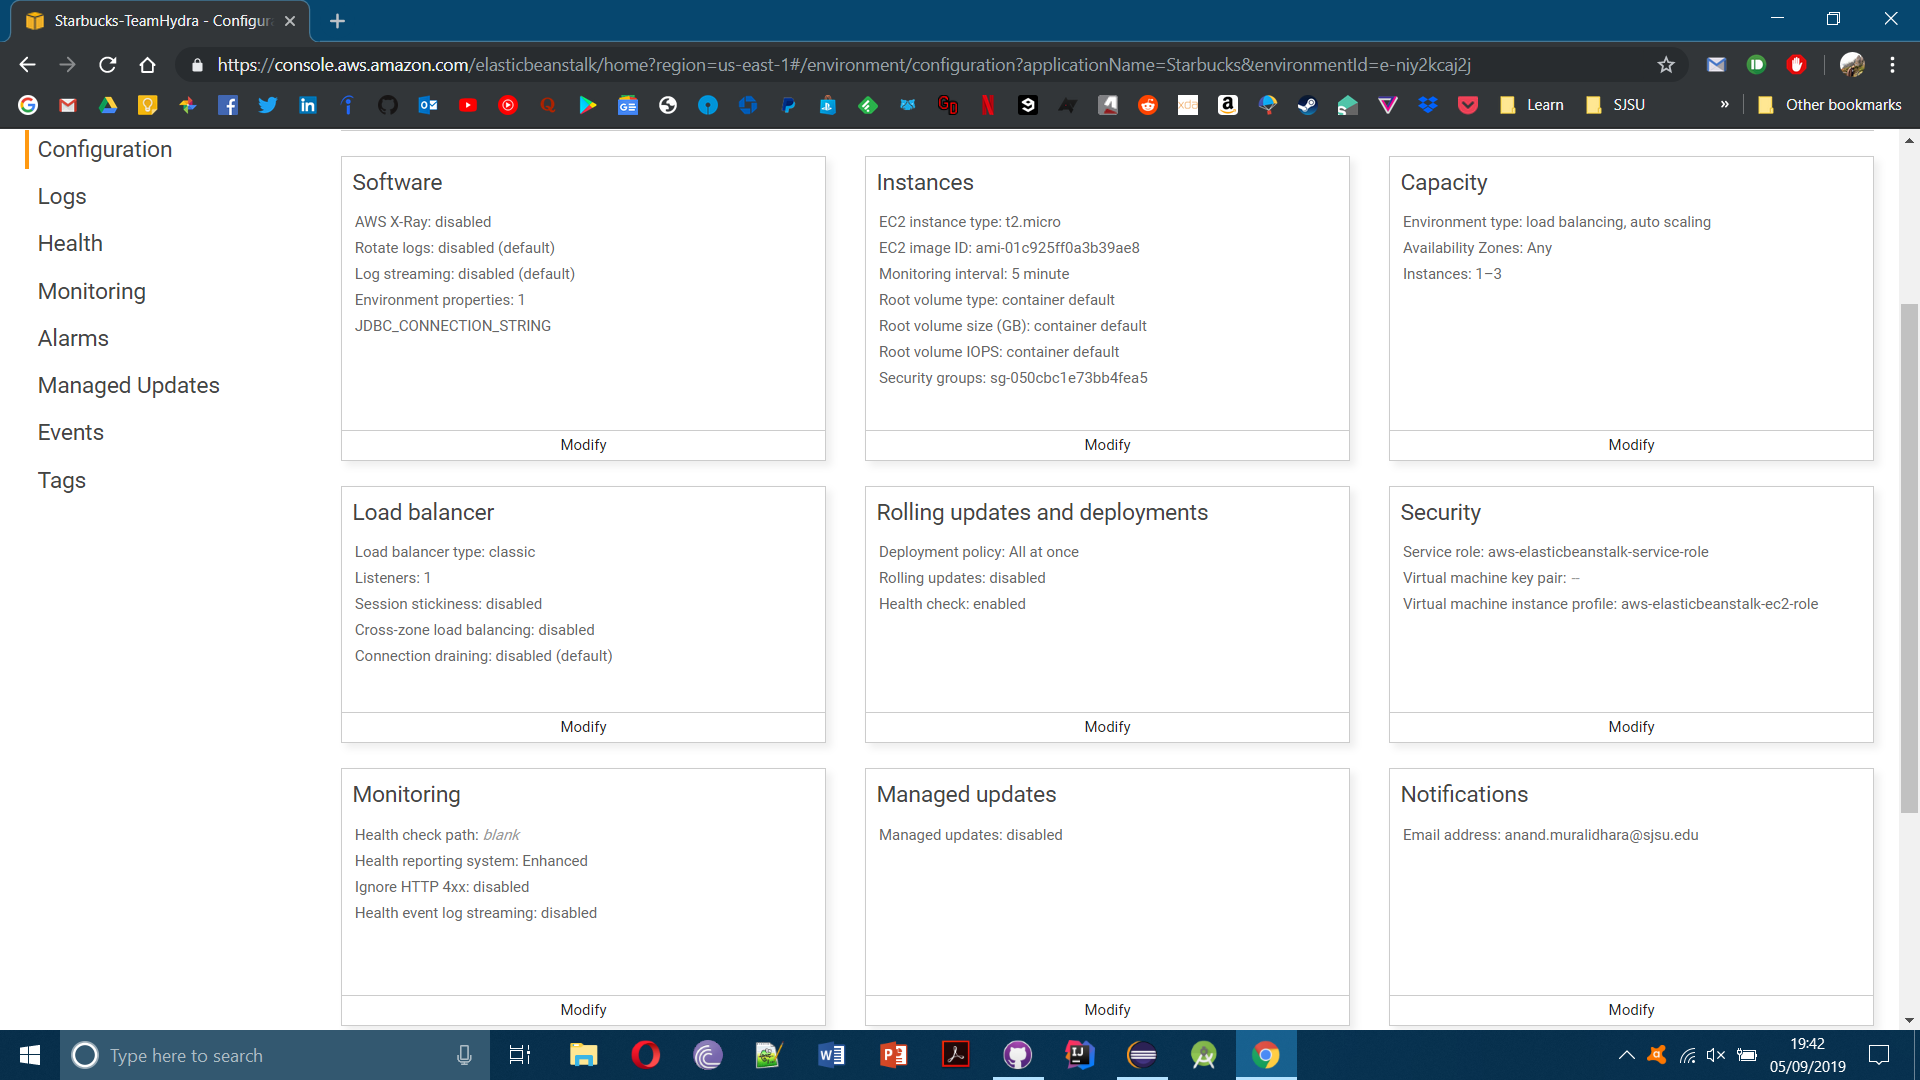 Starbucks-TeamHydra - Configur
https://console.aws.amazon.com/elasticbeanstalk/home?region=us-east-1#/environment/configuration?applicationName=Starbucks&environmentId=e-niy2kcaj2j
Learn
SJSU
»
Other bookmarks
Configuration
Logs
Health
Monitoring
Alarms
Managed Updates
Events
Tags
Software
AWS X-Ray: disabled
Rotate logs: disabled (default)
Log streaming: disabled (default)
Environment properties: 1
JDBC_CONNECTION_STRING
Modify
Instances
EC2 instance type: t2.micro
EC2 image ID: ami-01c925ff0a3b39ae8
Monitoring interval: 5 minute
Root volume type: container default
Root volume size (GB): container default
Root volume IOPS: container default
Security groups: sg-050cbc1e73bb4fea5
Modify
Capacity
Environment type: load balancing, auto scaling
Availability Zones: Any
Instances: 1–3
Modify
Load balancer
Load balancer type: classic
Listeners: 1
Session stickiness: disabled
Cross-zone load balancing: disabled
Connection draining: disabled (default)
Modify
Rolling updates and deployments
Deployment policy: All at once
Rolling updates: disabled
Health check: enabled
Modify
Security
Service role: aws-elasticbeanstalk-service-role
Virtual machine key pair: --
Virtual machine instance profile: aws-elasticbeanstalk-ec2-role
Modify
Monitoring
Health check path: blank
Health reporting system: Enhanced
Ignore HTTP 4xx: disabled
Health event log streaming: disabled
Modify
Managed updates
Managed updates: disabled
Modify
Notifications
Email address: anand.muralidhara@sjsu.edu
Modify
Type here to search
19:42
05/09/2019